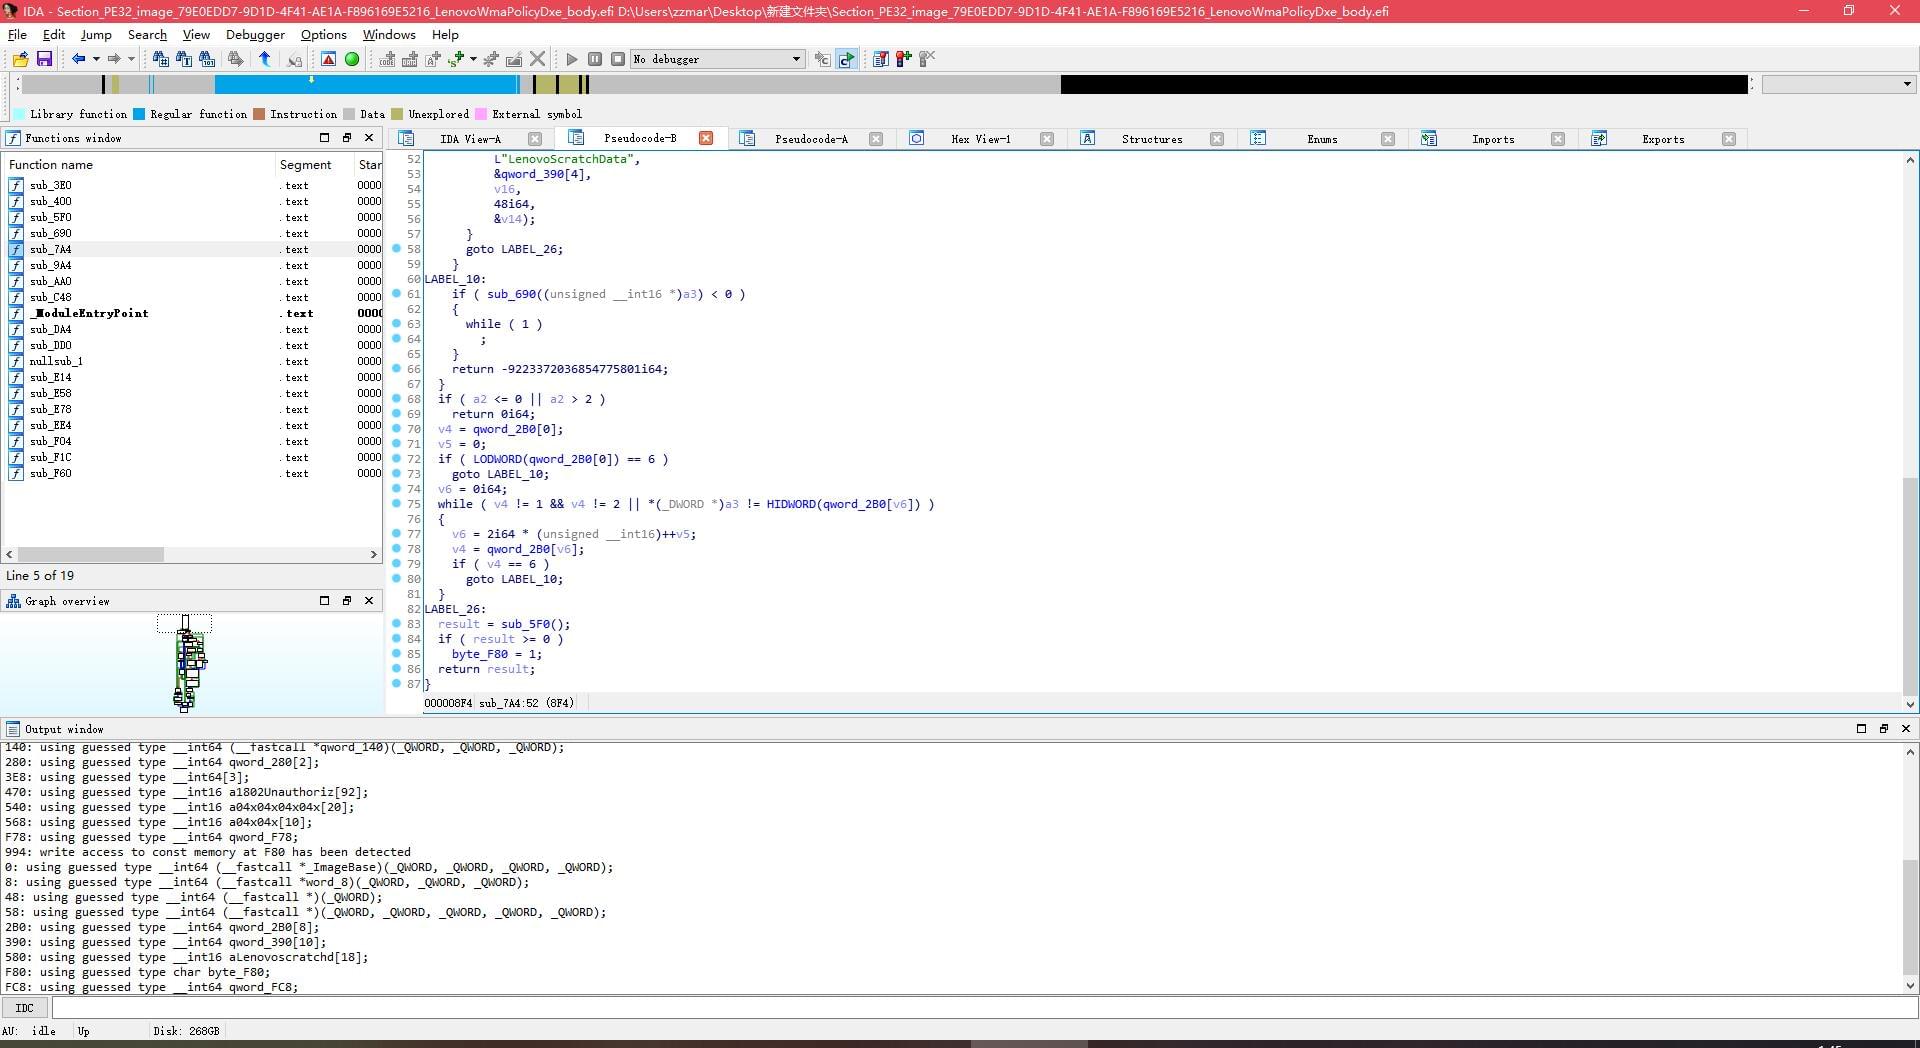 IDA - Section_PE32_image_79E0EDD7-9D1D-4F41-AE1A-F896169E5216_LenovoWmaPolicyDxe_body.efi D:\Users\zzmar\Desktop\新建文件夹\Section_PE32_image_79E0EDD7-9D1D-4F41-AE1A-F896169E5216_LenovoWmaPolicyDxe_body.efi
File Edit Jump Search View Debugger Options Windows Help
No debugger
Library function Regular function Instruction Data Unexplored External symbol
Functions window
Function name Segment Star
sub_3E0 .text 0000
sub_400 .text 0000
sub_5F0 .text 0000
sub_690 .text 0000
sub_7A4 .text 0000
sub_9A4 .text 0000
sub_AA0 .text 0000
sub_C48 .text 0000
_ModuleEntryPoint .text 0000
sub_DA4 .text 0000
sub_DD0 .text 0000
nullsub_1 .text 0000
sub_E14 .text 0000
sub_E58 .text 0000
sub_E78 .text 0000
sub_EE4 .text 0000
sub_F04 .text 0000
sub_F1C .text 0000
sub_F60 .text 0000
Line 5 of 19
Graph overview
IDA View-A Pseudocode-B Pseudocode-A Hex View-1 Structures Enums Imports Exports
52 L"LenovoScratchData",
53 &qword_390[4],
54 v16,
55 48i64,
56 &v14);
57 }
58 goto LABEL_26;
59 }
60 LABEL_10:
61 if ( sub_690((unsigned __int16 *)a3) < 0 )
62 {
63 while ( 1 )
64 ;
65 }
66 return -9223372036854775801i64;
67 }
68 if ( a2 <= 0 || a2 > 2 )
69 return 0i64;
70 v4 = qword_2B0[0];
71 v5 = 0;
72 if ( LODWORD(qword_2B0[0]) == 6 )
73 goto LABEL_10;
74 v6 = 0i64;
75 while ( v4 != 1 && v4 != 2 || *(_DWORD *)a3 != HIDWORD(qword_2B0[v6]) )
76 {
77 v6 = 2i64 * (unsigned __int16)++v5;
78 v4 = qword_2B0[v6];
79 if ( v4 == 6 )
80 goto LABEL_10;
81 }
82 LABEL_26:
83 result = sub_5F0();
84 if ( result >= 0 )
85 byte_F80 = 1;
86 return result;
87 }
000008F4 sub_7A4:52 (8F4)
Output window
140: using guessed type __int64 (__fastcall *qword_140)(_QWORD, _QWORD, _QWORD);
280: using guessed type __int64 qword_280[2];
3E8: using guessed type __int64[3];
470: using guessed type __int16 a1802Unauthoriz[92];
540: using guessed type __int16 a04x04x04x04x[20];
568: using guessed type __int16 a04x04x[10];
F78: using guessed type __int64 qword_F78;
994: write access to const memory at F80 has been detected
0: using guessed type __int64 (__fastcall *_ImageBase)(_QWORD, _QWORD, _QWORD, _QWORD);
8: using guessed type __int64 (__fastcall *word_8)(_QWORD, _QWORD, _QWORD);
48: using guessed type __int64 (__fastcall *)(_QWORD);
58: using guessed type __int64 (__fastcall *)(_QWORD, _QWORD, _QWORD, _QWORD, _QWORD);
2B0: using guessed type __int64 qword_2B0[8];
390: using guessed type __int64 qword_390[10];
580: using guessed type __int16 aLenovoscratchd[18];
F80: using guessed type char byte_F80;
FC8: using guessed type __int64 qword_FC8;
IDC
AU: idle Up Disk: 268GB